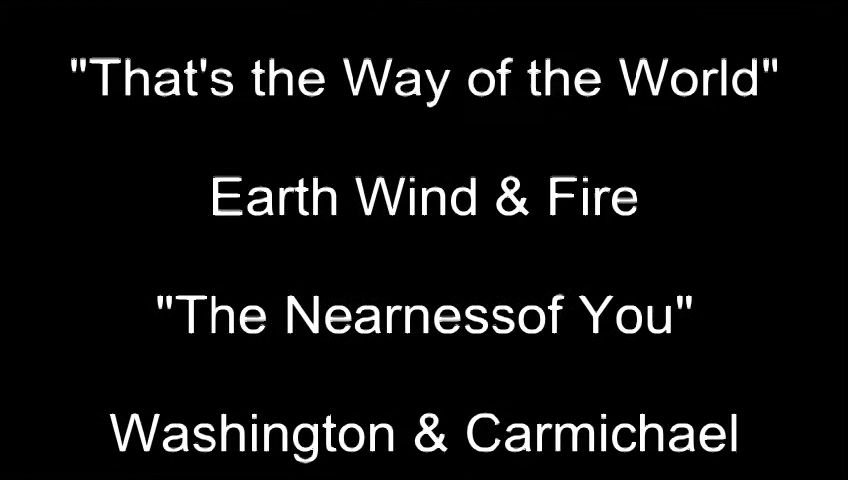 "That's the Way of the World"
Earth Wind & Fire
"The Nearnessof You"
Washington & Carmichael